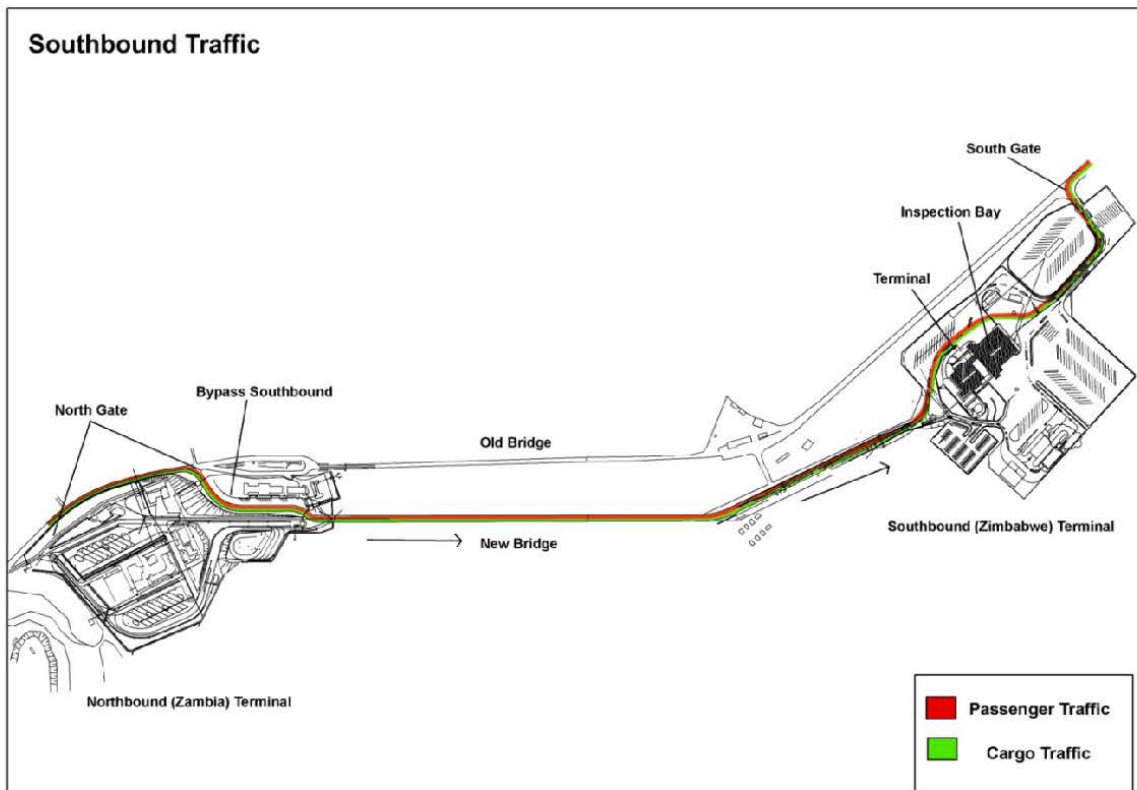 Southbound Traffic
South Gate
Inspection Bay
Terminal
Bypass Southbound
North Gate
Old Bridge
New Bridge
Southbound (Zimbabwe) Terminal
Northbound (Zambia) Terminal
Passenger Traffic
Cargo Traffic